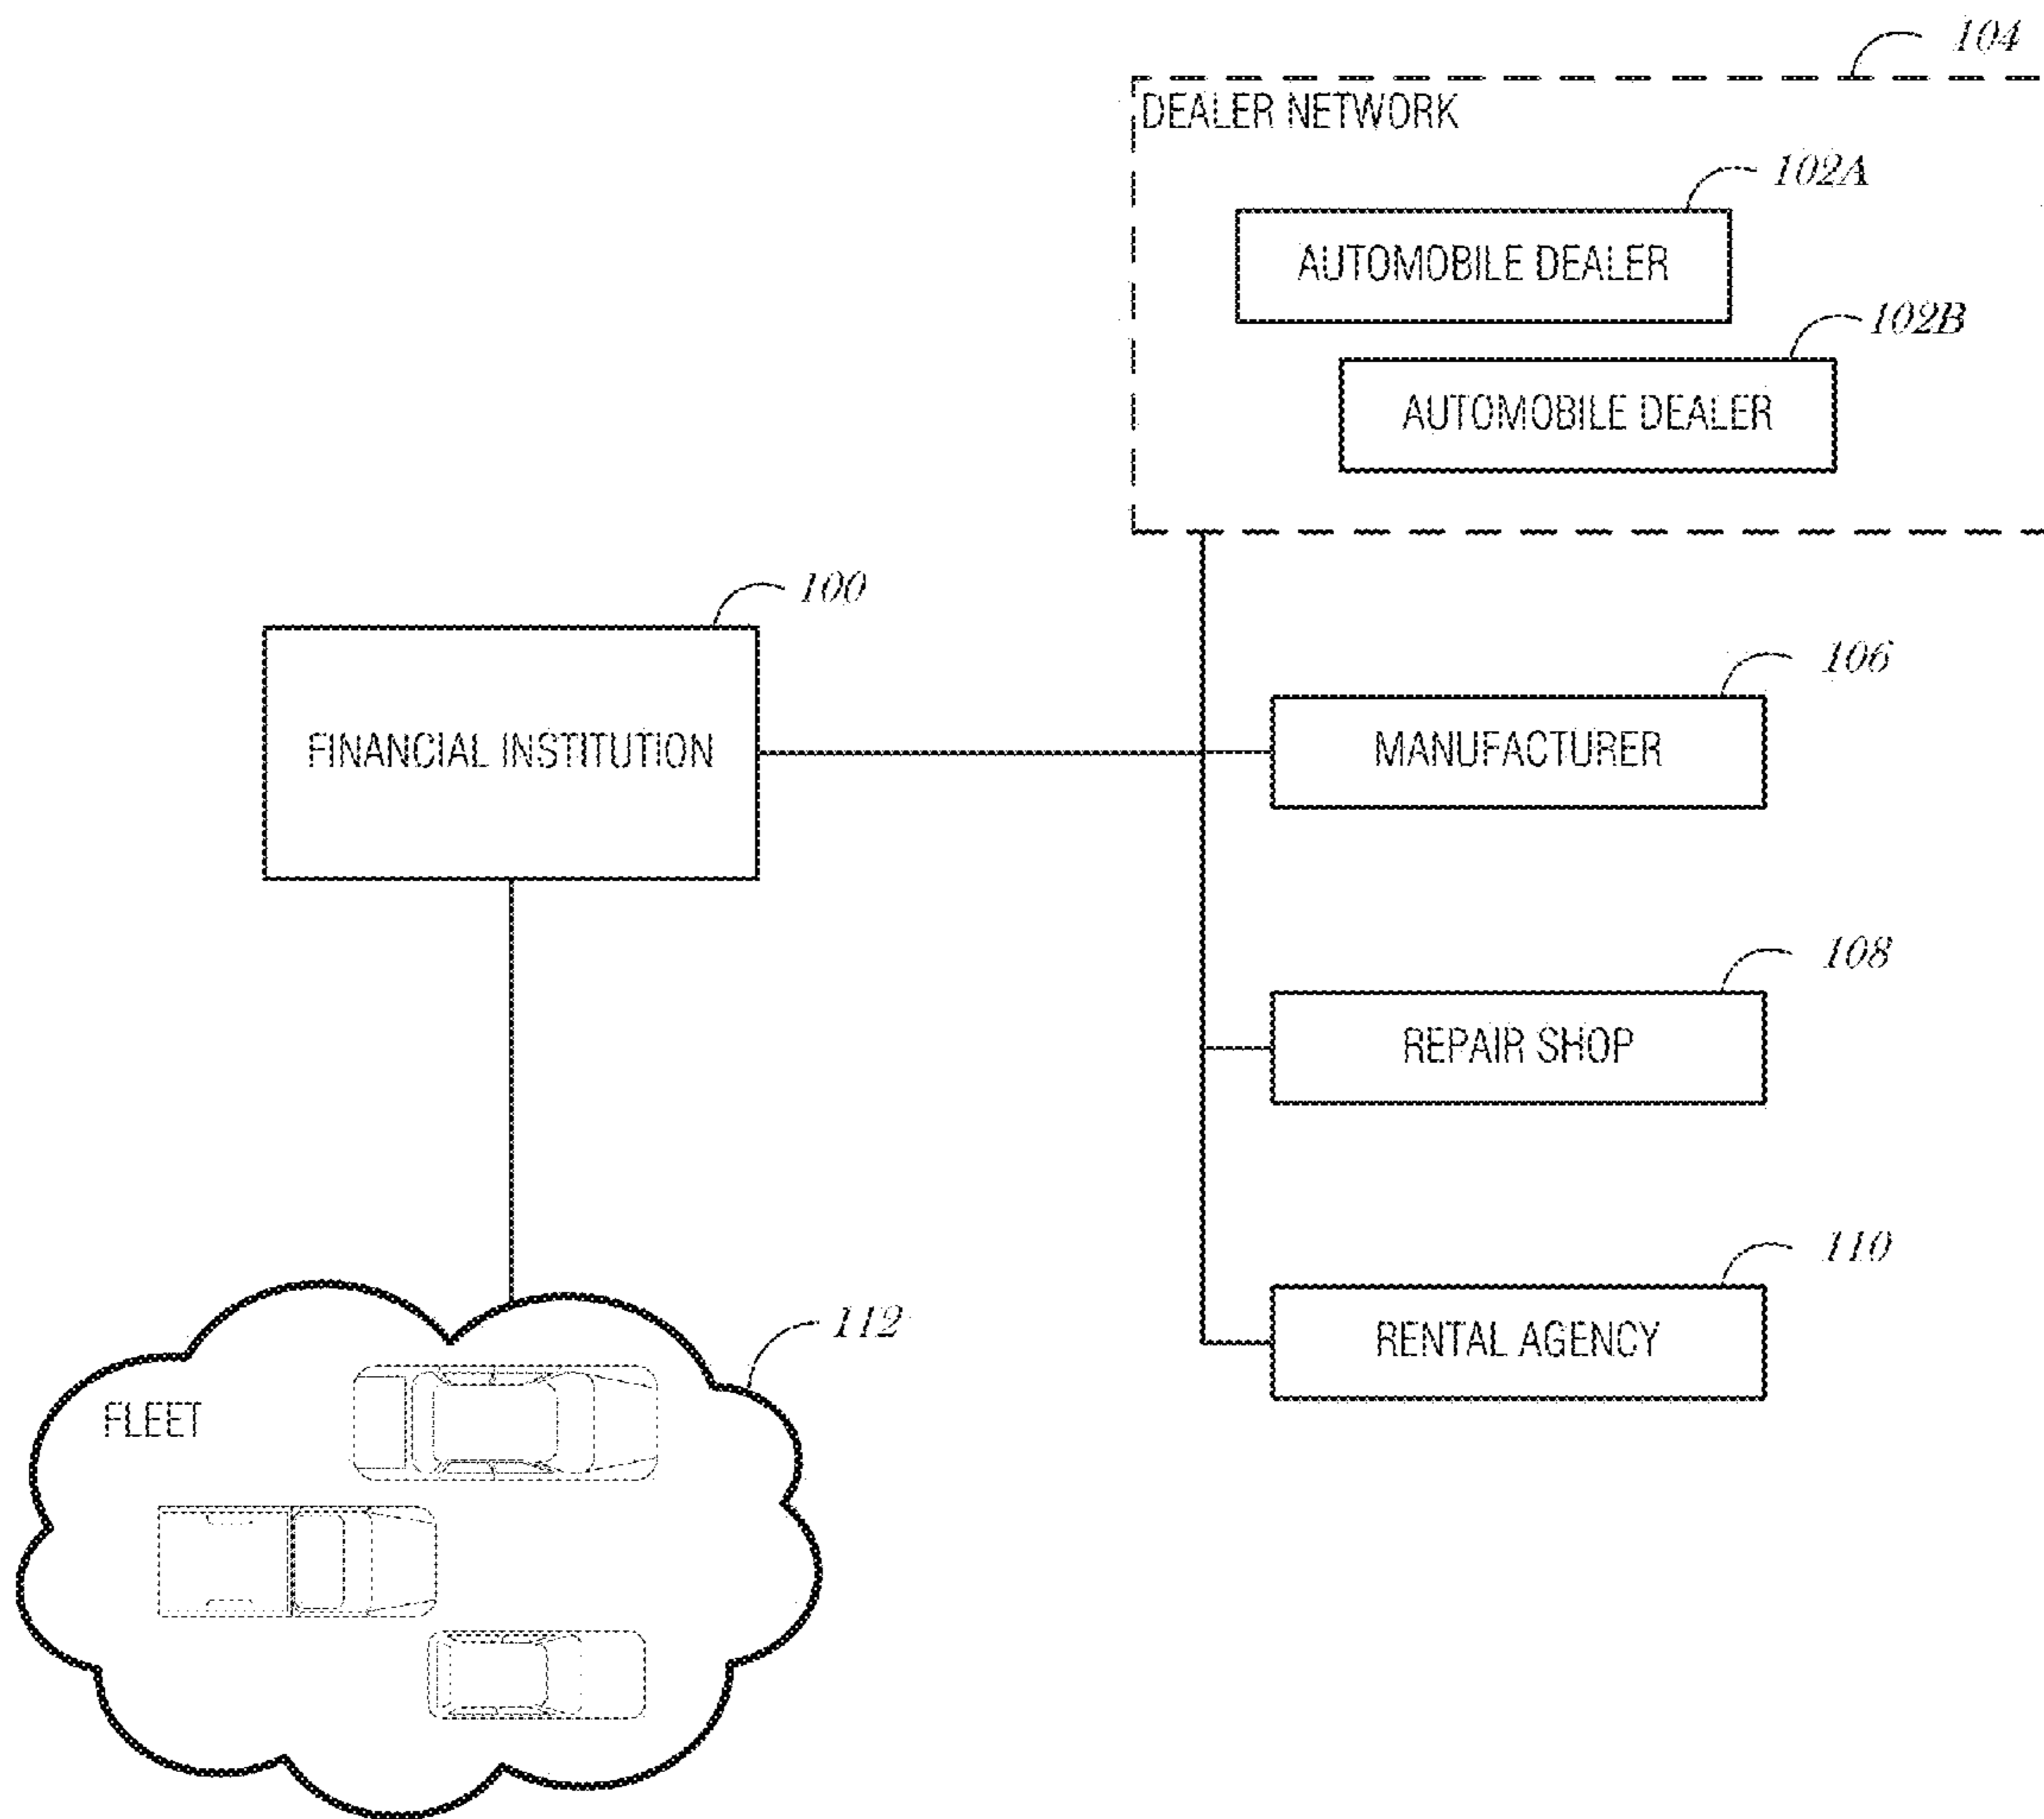 104
DEALER NETWORK
102A
AUTOMOBILE DEALER
102B
AUTOMOBILE DEALER
100
FINANCIAL INSTITUTION
106
MANUFACTURER
108
REPAIR SHOP
110
RENTAL AGENCY
112
FLEET